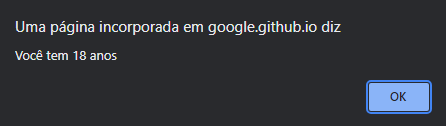 Uma página incorporada em google.github.io diz
Você tem 18 anos
OK